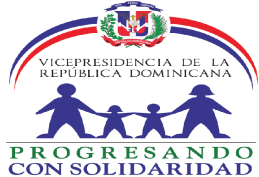 VICEPRESIDENCIA DE LA
REPÚBLICA DOMINICANA
PROGRESANDO
CON SOLIDARIDAD